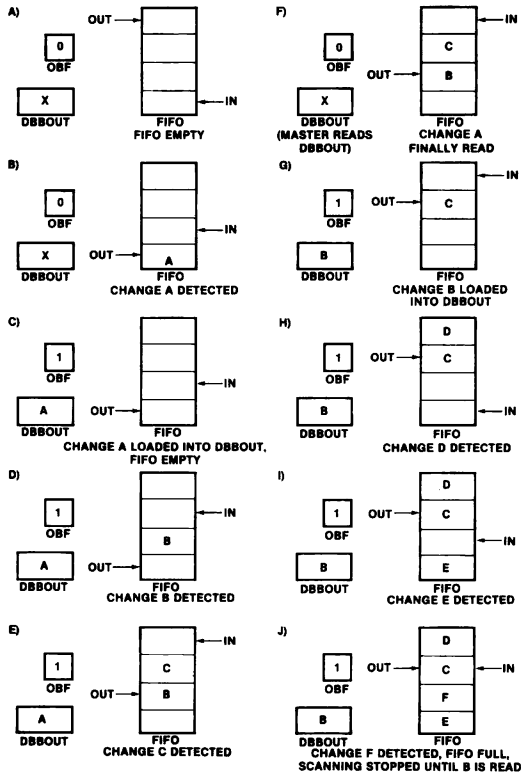 A)
OUT
0
OBF
X
DBBOUT
IN
FIFO
FIFO EMPTY
B)
0
OBF
X
DBBOUT
IN
OUT
A
FIFO
CHANGE A DETECTED
C)
1
OBF
A
DBBOUT
IN
OUT
FIFO
CHANGE A LOADED INTO DBBOUT,
FIFO EMPTY
D)
1
OBF
A
DBBOUT
IN
B
OUT
FIFO
CHANGE B DETECTED
E)
1
OBF
A
DBBOUT
IN
C
OUT
B
FIFO
CHANGE C DETECTED
F)
0
OBF
X
DBBOUT
(MASTER READS
DBBOUT)
IN
C
OUT
B
FIFO
CHANGE A
FINALLY READ
G)
1
OBF
B
DBBOUT
IN
OUT
C
FIFO
CHANGE B LOADED
INTO DBBOUT
H)
1
OBF
B
DBBOUT
D
OUT
C
IN
FIFO
CHANGE D DETECTED
I)
1
OBF
B
DBBOUT
D
OUT
C
IN
E
FIFO
CHANGE E DETECTED
J)
1
OBF
B
DBBOUT
D
OUT
C
IN
F
E
FIFO
CHANGE F DETECTED, FIFO FULL,
SCANNING STOPPED UNTIL B IS READ